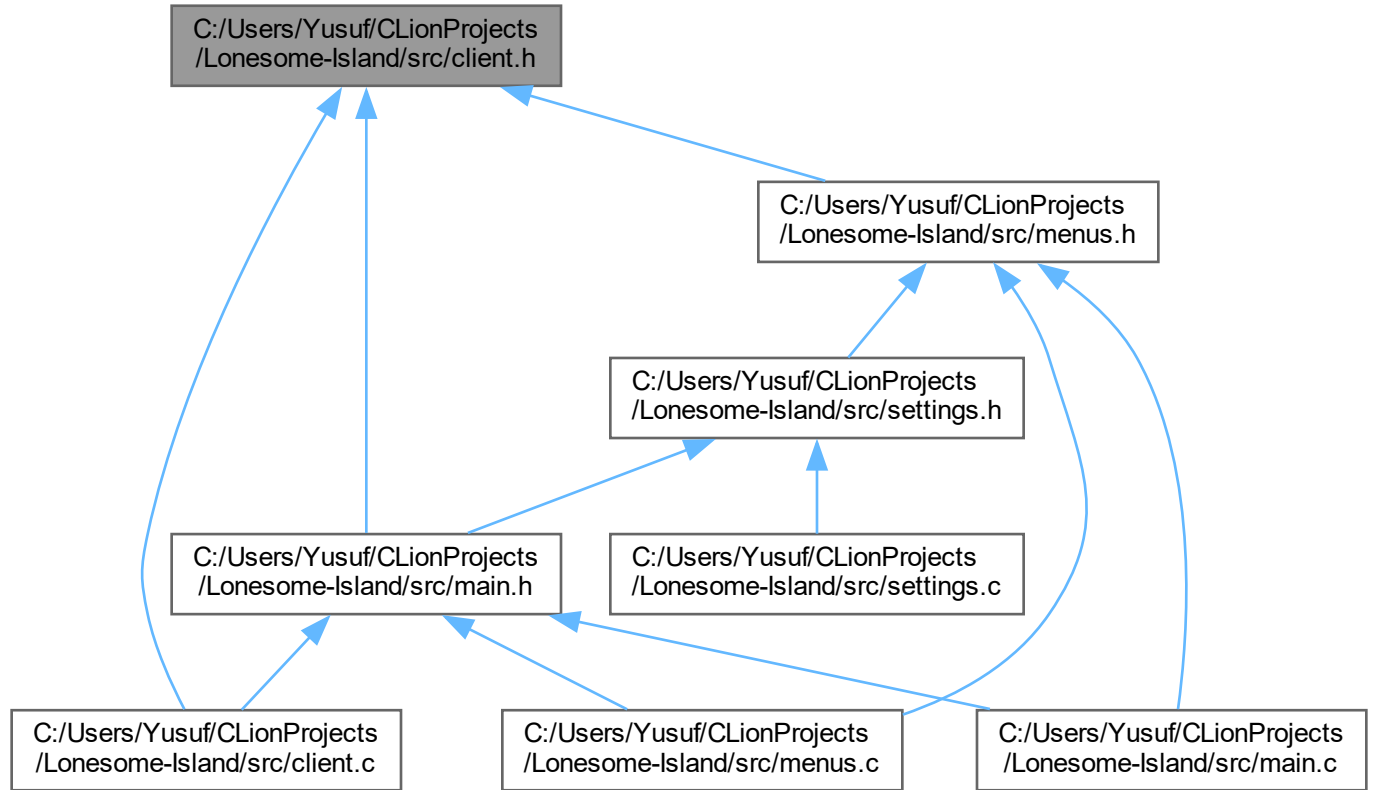 C:/Users/Yusuf/CLionProjects
/Lonesome-Island/src/client.h
C:/Users/Yusuf/CLionProjects
/Lonesome-Island/src/menus.h
C:/Users/Yusuf/CLionProjects
/Lonesome-Island/src/settings.h
C:/Users/Yusuf/CLionProjects
/Lonesome-Island/src/main.h
C:/Users/Yusuf/CLionProjects
/Lonesome-Island/src/settings.c
C:/Users/Yusuf/CLionProjects
/Lonesome-Island/src/client.c
C:/Users/Yusuf/CLionProjects
/Lonesome-Island/src/menus.c
C:/Users/Yusuf/CLionProjects
/Lonesome-Island/src/main.c